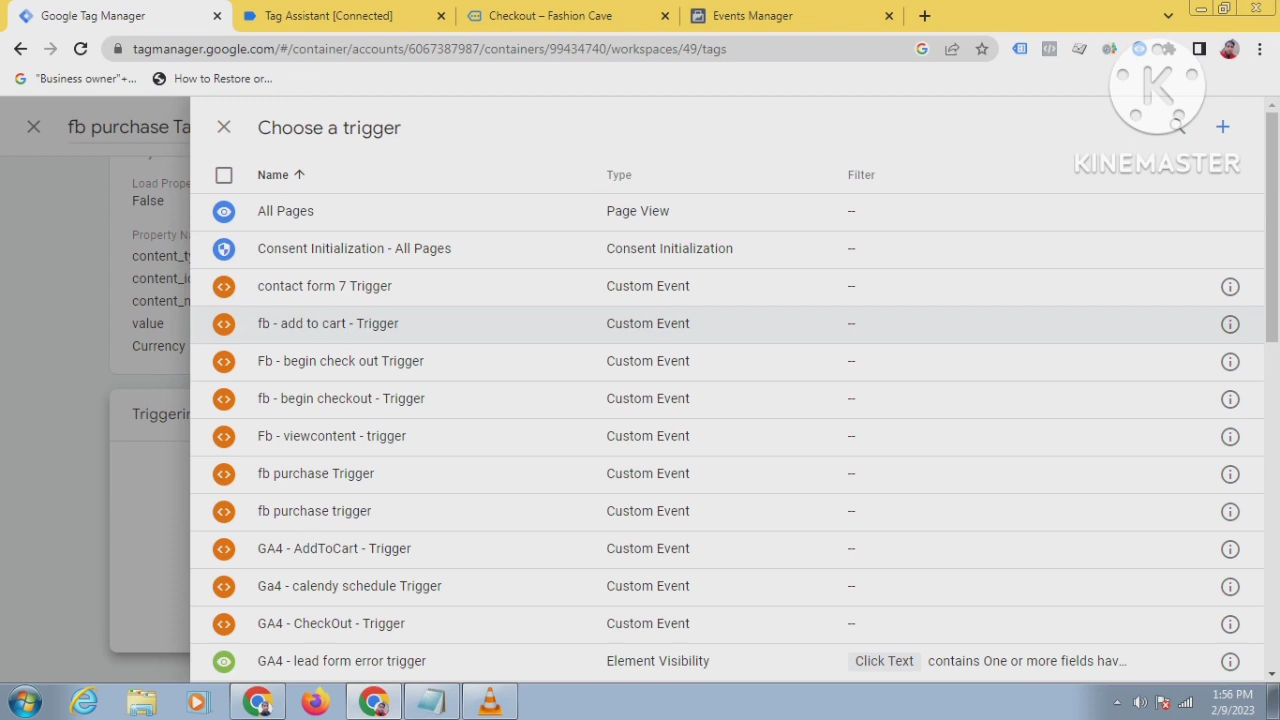 Google Tag Manager
Tag Assistant [Connected]
Checkout – Fashion Cave
Events Manager
tagmanager.google.com/#/container/accounts/6067387987/containers/99434740/workspaces/49/tags
"Business owner"+...
How to Restore or...
fb purchase Ta
Choose a trigger
K
KINEMASTER
Load Prope
False
Property Na
content_ty
content_id
content_n
value
Currency
Triggerin
Name Type Filter
All Pages Page View --
Consent Initialization - All Pages Consent Initialization --
contact form 7 Trigger Custom Event --
fb - add to cart - Trigger Custom Event --
Fb - begin check out Trigger Custom Event --
fb - begin checkout - Trigger Custom Event --
Fb - viewcontent - trigger Custom Event --
fb purchase Trigger Custom Event --
fb purchase trigger Custom Event --
GA4 - AddToCart - Trigger Custom Event --
Ga4 - calendy schedule Trigger Custom Event --
GA4 - CheckOut - Trigger Custom Event --
GA4 - lead form error trigger Element Visibility Click Text contains One or more fields hav...
1:56 PM
2/9/2023